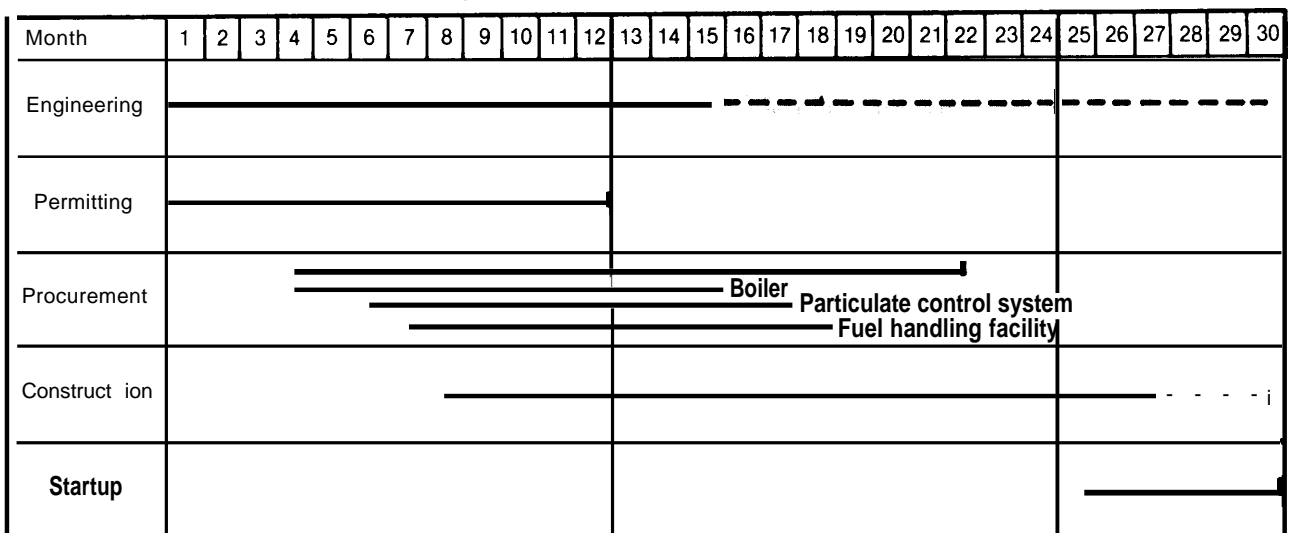 Month 1 2 3 4 5 6 7 8 9 10 11 12 13 14 15 16 17 18 19 20 21 22 23 24 25 26 27 28 29 30
Engineering
Permitting
Procurement
Boiler
Particulate control system
Fuel handling facility
Construct ion
Startup